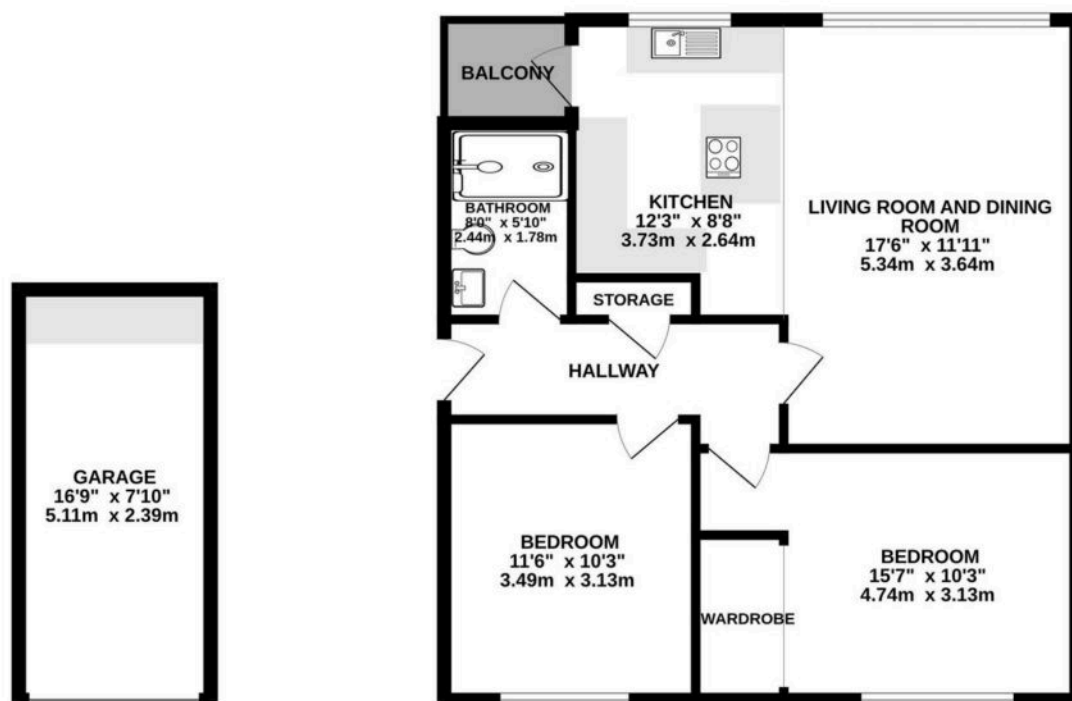 BALCONY
BATHROOM
8'0" x 5'10"
2.44m x 1.78m
KITCHEN
12'3" x 8'8"
3.73m x 2.64m
LIVING ROOM AND DINING
ROOM
17'6" x 11'11"
5.34m x 3.64m
STORAGE
HALLWAY
GARAGE
16'9" x 7'10"
5.11m x 2.39m
BEDROOM
11'6" x 10'3"
3.49m x 3.13m
WARDROBE
BEDROOM
15'7" x 10'3"
4.74m x 3.13m